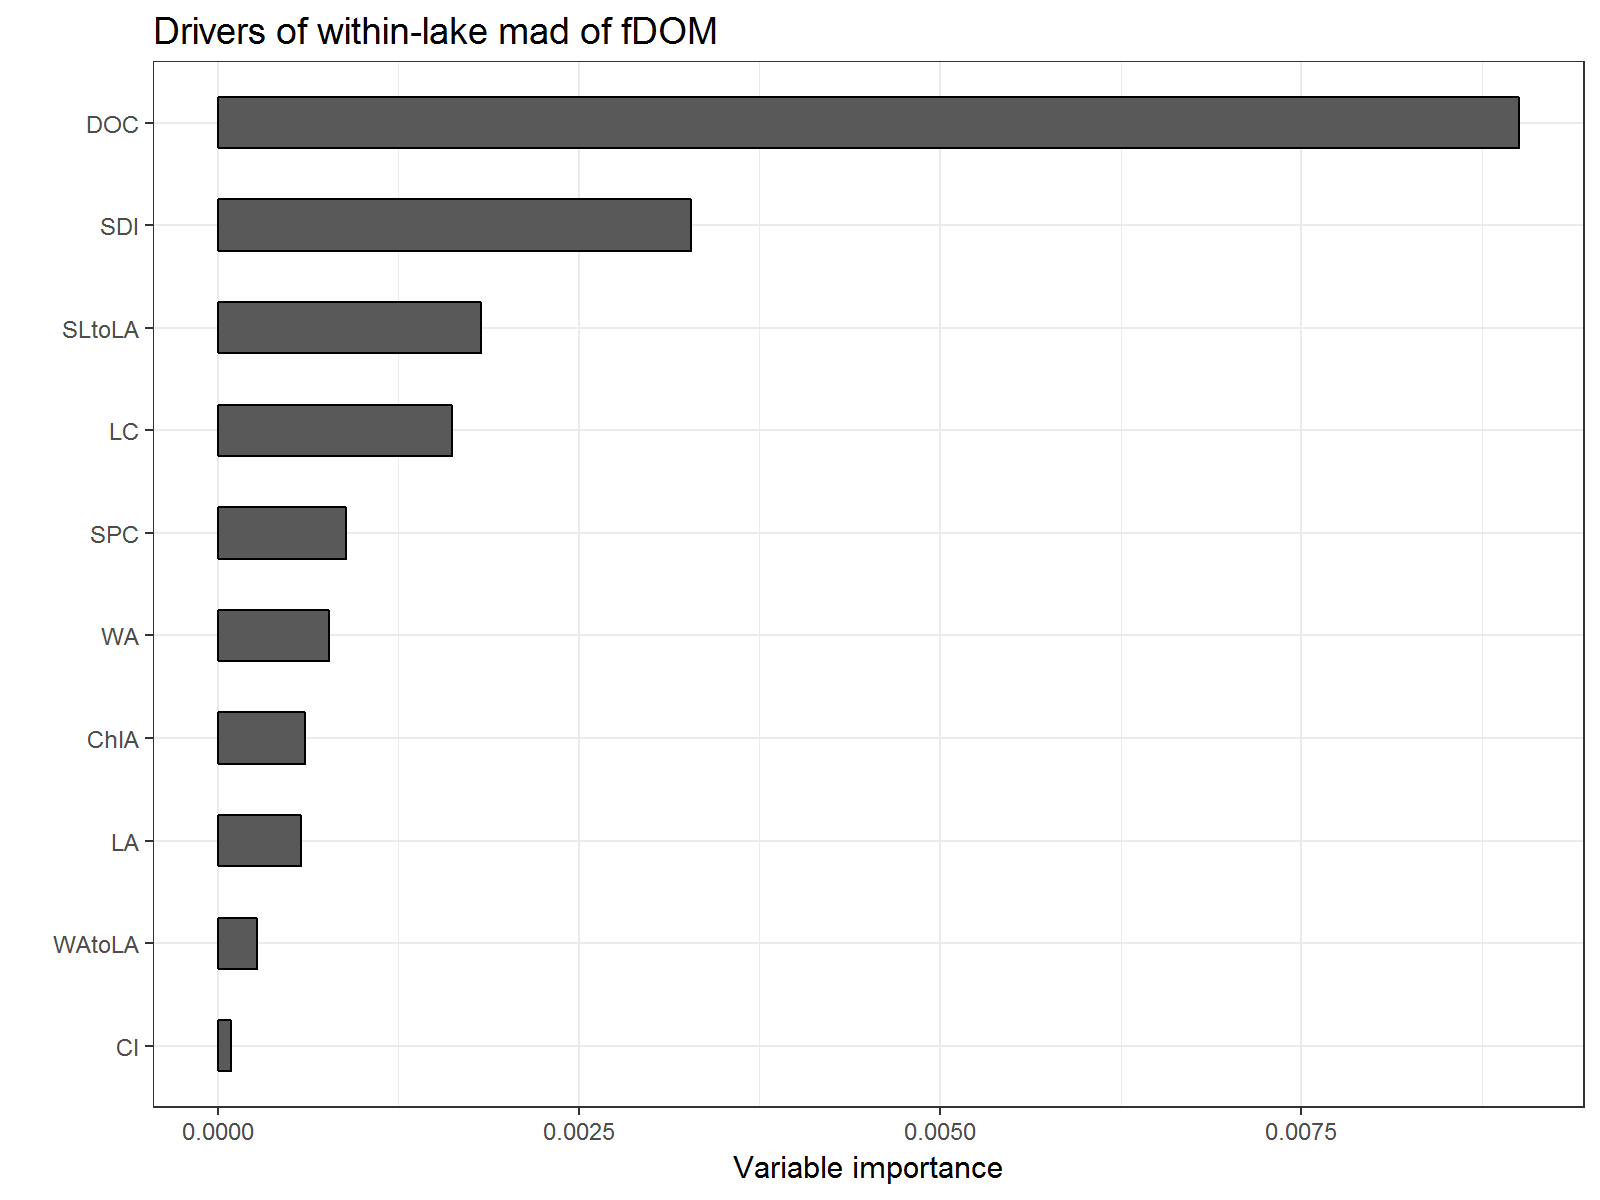 Drivers of within-lake mad of fDOM
DOC
SDI
SLtoLA
LC
SPC
WA
ChlA
LA
WAtoLA
CI
0.0000 0.0025 0.0050 0.0075
Variable importance